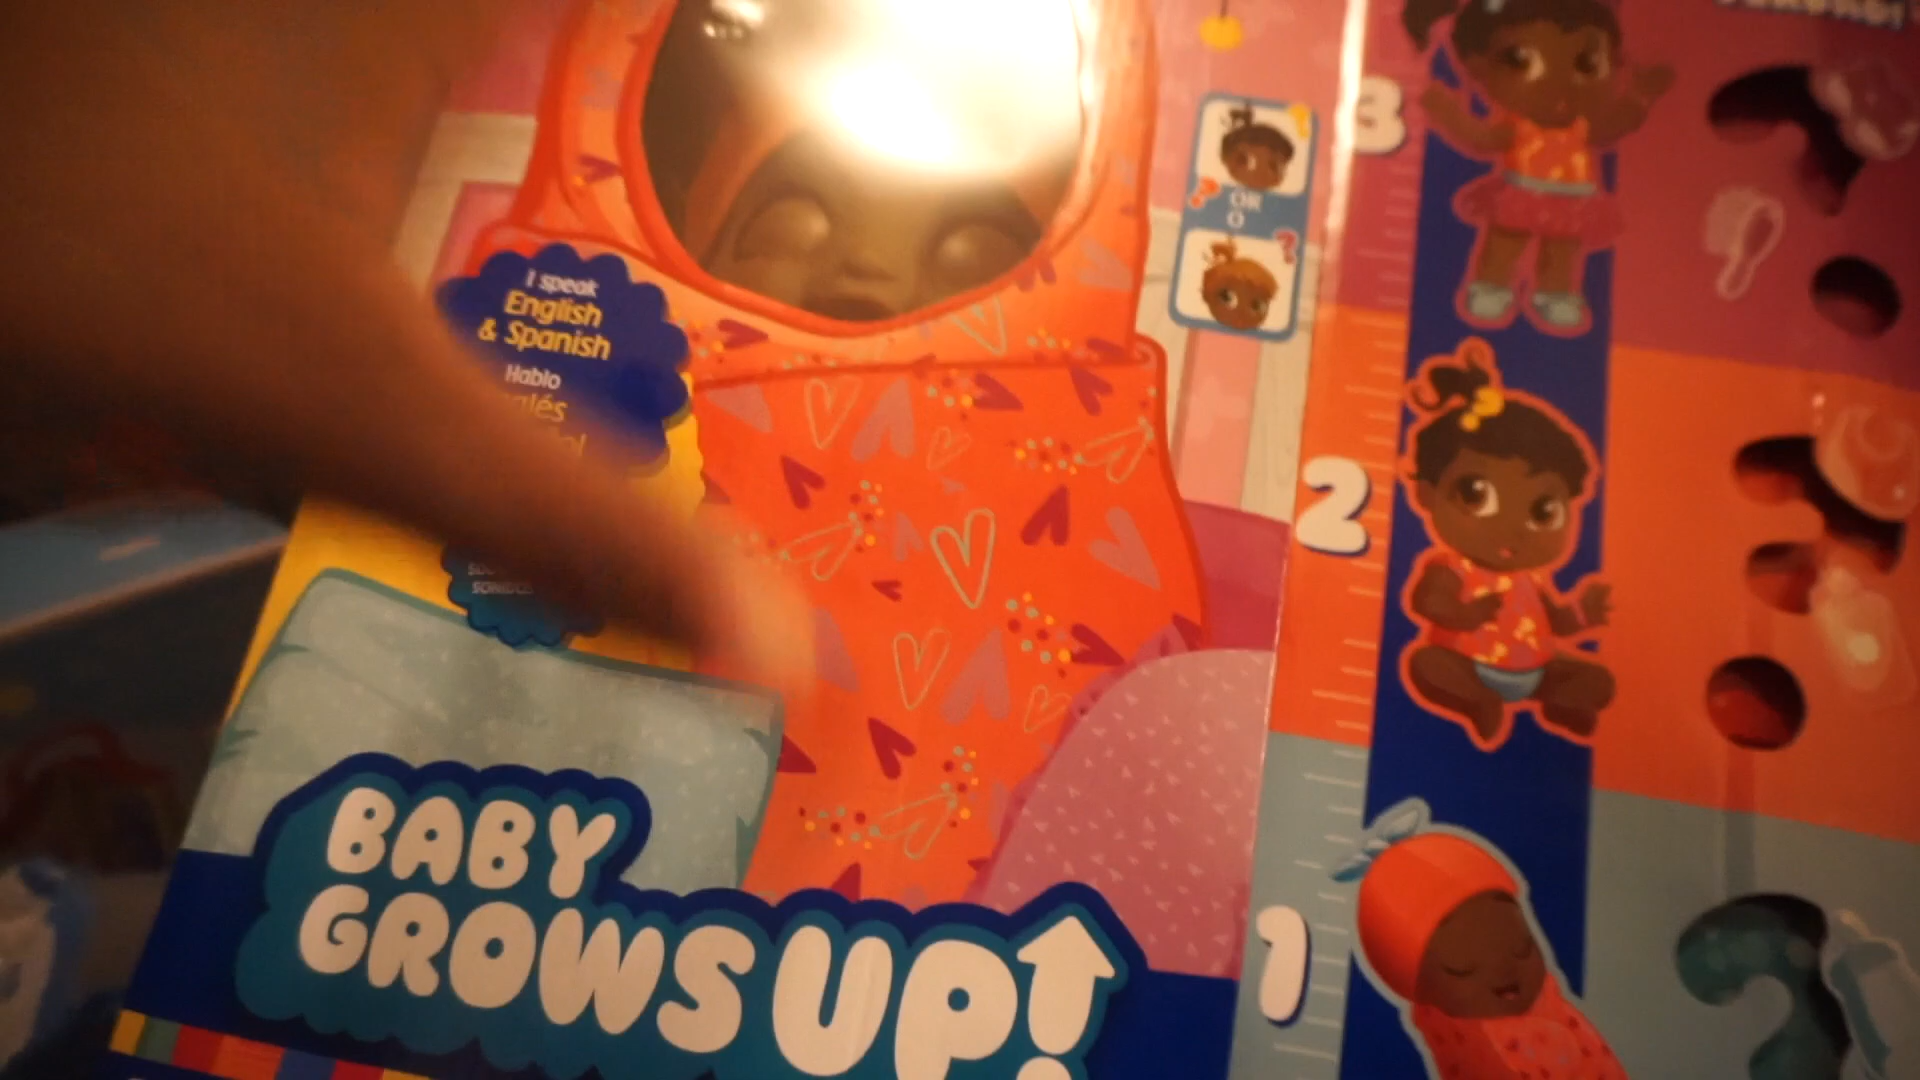 I speak
English
& Spanish
Hablo
OR
O
3
2
1
BABY
GROWS UP!